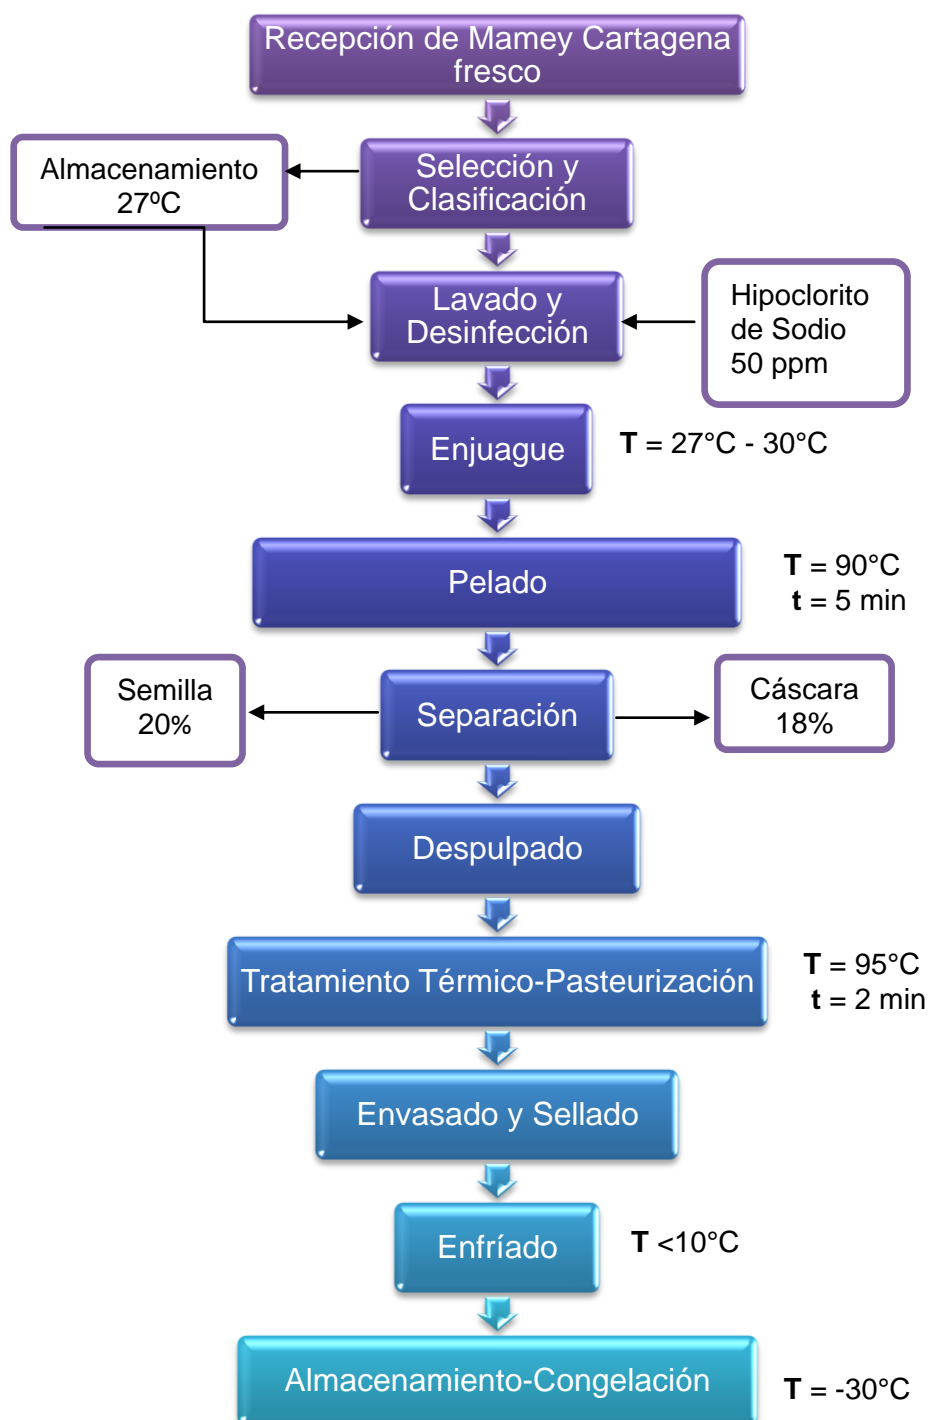 Recepción de Mamey Cartagena
fresco
Almacenamiento
27ºC
Selección y
Clasificación
Lavado y
Desinfección
Hipoclorito
de Sodio
50 ppm
Enjuague
T = 27°C - 30°C
Pelado
T = 90°C
t = 5 min
Semilla
20%
Separación
Cáscara
18%
Despulpado
Tratamiento Térmico-Pasteurización
T = 95°C
t = 2 min
Envasado y Sellado
Enfríado
T <10°C
Almacenamiento-Congelación
T = -30°C